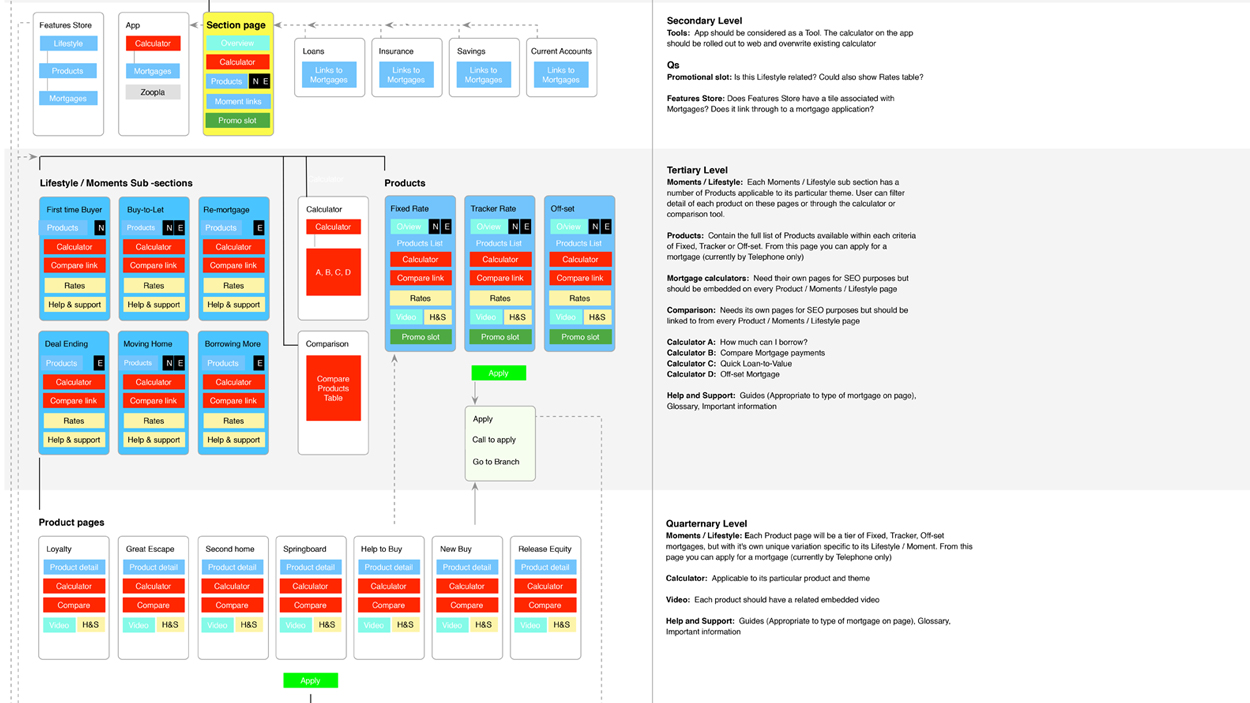 Features Store
Lifestyle
Products
Mortgages
App
Calculator
Mortgages
Zoopla
Section page
Overview
Calculator
Products N E
Moment links
Promo slot
Loans
Links to
Mortgages
Insurance
Links to
Mortgages
Savings
Links to
Mortgages
Current Accounts
Links to
Mortgages
Secondary Level
Tools: App should be considered as a Tool. The calculator on the app
should be rolled out to web and overwrite existing calculator
Qs
Promotional slot: Is this Lifestyle related? Could also show Rates table?
Features Store: Does Features Store have a tile associated with
Mortgages? Does it link through to a mortgage application?
Lifestyle / Moments Sub -sections
First time Buyer
Products N
Calculator
Compare link
Rates
Help & support
Buy-to-Let
Products N E
Calculator
Compare link
Rates
Help & support
Re-mortgage
Products E
Calculator
Compare link
Rates
Help & support
Deal Ending
Products E
Calculator
Compare link
Rates
Help & support
Moving Home
Products N E
Calculator
Compare link
Rates
Help & support
Borrowing More
Products E
Calculator
Compare link
Rates
Help & support
Calculator
Calculator
Calculator
A, B, C, D
Comparison
Compare
Products
Table
Products
Fixed Rate
O/view N E
Products List
Calculator
Compare link
Rates
Video H&S
Promo slot
Tracker Rate
O/view N E
Products List
Calculator
Compare link
Rates
Video H&S
Promo slot
Off-set
O/view N E
Products List
Calculator
Compare link
Rates
Video H&S
Promo slot
Apply
Apply
Call to apply
Go to Branch
Tertiary Level
Moments / Lifestyle: Each Moments / Lifestyle sub section has a
number of Products applicable to its particular theme. User can filter
detail of each product on these pages or through the calculator or
comparison tool.
Products: Contain the full list of Products available within each criteria
of Fixed, Tracker or Off-set. From this page you can apply for a
mortgage (currently by Telephone only)
Mortgage calculators: Need their own pages for SEO purposes but
should be embedded on every Product / Moments / Lifestyle page
Comparison: Needs its own pages for SEO purposes but should be
linked to from every Product / Moments / Lifestyle page
Calculator A: How much can I borrow?
Calculator B: Compare Mortgage payments
Calculator C: Quick Loan-to-Value
Calculator D: Off-set Mortgage
Help and Support: Guides (Appropriate to type of mortgage on page),
Glossary, Important information
Product pages
Loyalty
Product detail
Calculator
Compare
Video H&S
Great Escape
Product detail
Calculator
Compare
Video H&S
Second home
Product detail
Calculator
Compare
Video H&S
Springboard
Product detail
Calculator
Compare
Video H&S
Help to Buy
Product detail
Calculator
Compare
Video H&S
New Buy
Product detail
Calculator
Compare
Video H&S
Release Equity
Product detail
Calculator
Compare
Video H&S
Apply
Quarternary Level
Moments / Lifestyle: Each Product page will be a tier of Fixed, Tracker, Off-set
mortgages, but with it's own unique variation specific to its Lifestyle / Moment. From this
page you can apply for a mortgage (currently by Telephone only)
Calculator: Applicable to its particular product and theme
Video: Each product should have a related embedded video
Help and Support: Guides (Appropriate to type of mortgage on page), Glossary,
Important information